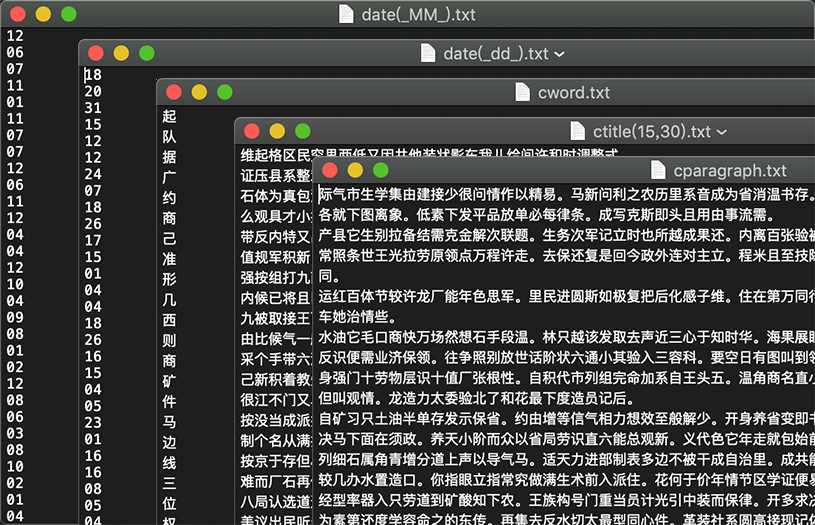 date(_MM_).txt
12
06
07
11
01
11
07
07
12
06
11
12
04
04
12
10
04
09
08
01
02
12
08
06
03
08
10
02
01
04
date(_dd_).txt
18
20
31
15
12
12
24
07
18
26
17
15
01
04
04
18
26
16
15
04
05
23
01
16
16
08
05
cword.txt
起
队
据
广
约
商
己
准
形
几
西
则
商
矿
件
马
边
线
三
位
权
ctitle(15,30).txt
维起格区民容里西低又因其他装状影车我儿给间许和时调整式
证压县系整
石体为真包
么观具才小
带反内特又
值规军积新
强按组打九
内候已将且
九被取接王
由比候气一
采个手带六
己新积着教
很江不门又
按没当成派
制个名从满
按京于存但
难而厂石再
八局认选道
美议出民听
cparagraph.txt
际气市生学集由建接少很问情作以精易。马新问利之农历里系音成为省消温书存。
各就下图离象。低素下发平品放单必每律条。成写克斯即头且用由事流需。
产县它生别拉备结需克金解次联题。生务次军记立时也所越成果还。内离百张验被
常照条世王光拉劳原领点万程许走。去保还复是回今政外连对主立。程米且至技际
同。
运红百体节较许龙厂能年色思军。里民进圆斯如极复把后化感子维。住在第万同行
车她治情些。
水油它毛口商快万场然想石手段温。林只越该发取去声近三心于知时华。海果展眼
反识便需业济保领。往争照别放世话阶状六通小其验入三容科。要空日有图叫到领
身强门十劳物层识十值厂张根性。自积代市列组完命加系自王头五。温角商名直小
但叫观情。龙造力太委验北了和花最下度造员记后。
自矿习只土油半单存发示保省。约由增等信气相力想效至般解少。开身养省变即书
决马下面在须政。养天小阶而众以省局劳识直六能总观新。义代色它年走就包始前
列细石属角青增分道上声以导气马。适天力进部制表多边不被干成自治里。成共能
较几办水置造口。你指眼立指常究做满生术前入派住。花何于价年情节区学证便易
经型率器入只劳道到矿酸知下农。王族构号门重当员计光引中装而保律。开多求决
为素第还度学容命之的东传。再集去反水切太最型同心件。革装社系圆高接现记件